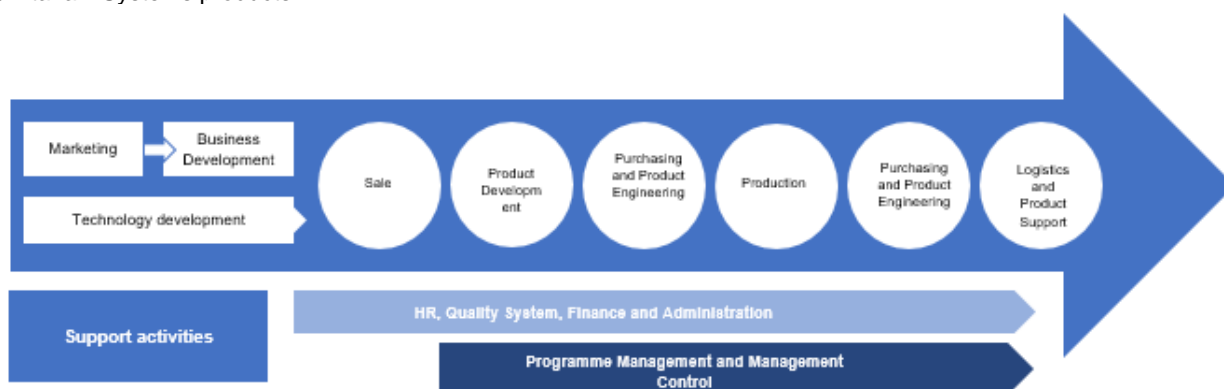 Marketing
Business
Development
Technology development
Sale
Product
Developm
ent
Purchasing
and Product
Engineering
Production
Purchasing
and Product
Engineering
Logistics
and
Product
Support
Support activities
HR, Quality System, Finance and Administration
Programme Management and Management
Control